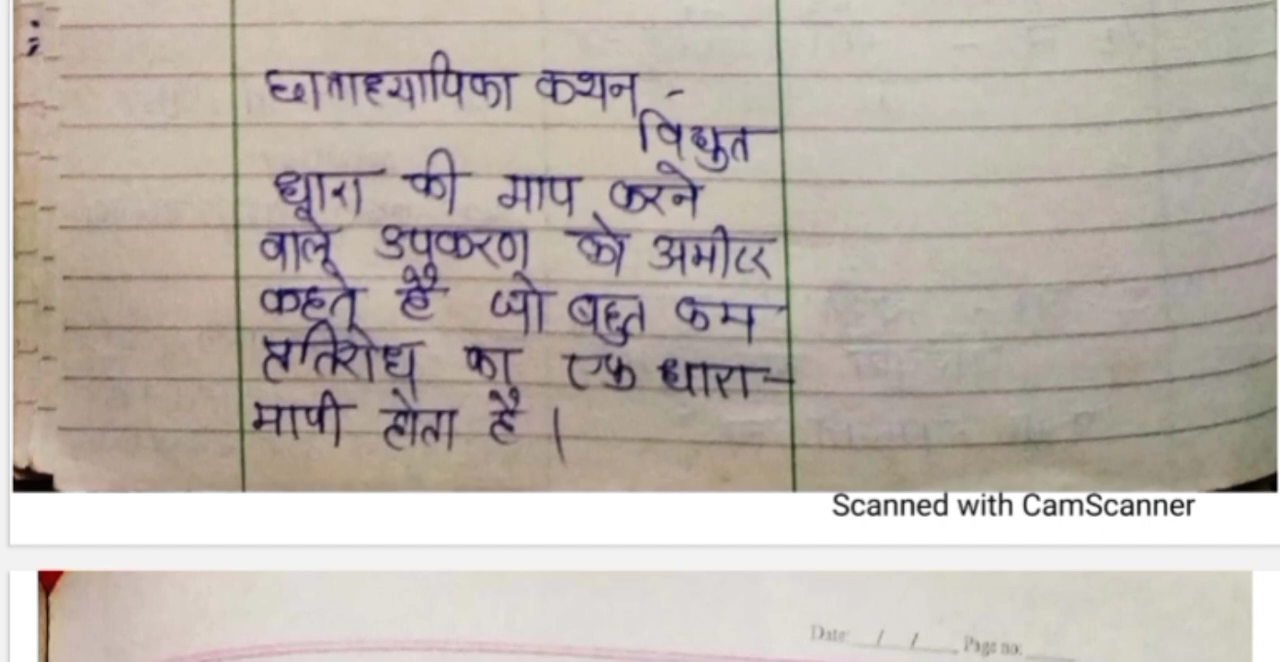 छात्राध्यापिका कथन -
विद्युत
धारा की माप करने
वाले उपकरण को अमीटर
कहते हैं जो बहुत कम
प्रतिरोध का एक धारा-
मापी होता है।
Scanned with CamScanner
Date: / / Page no.